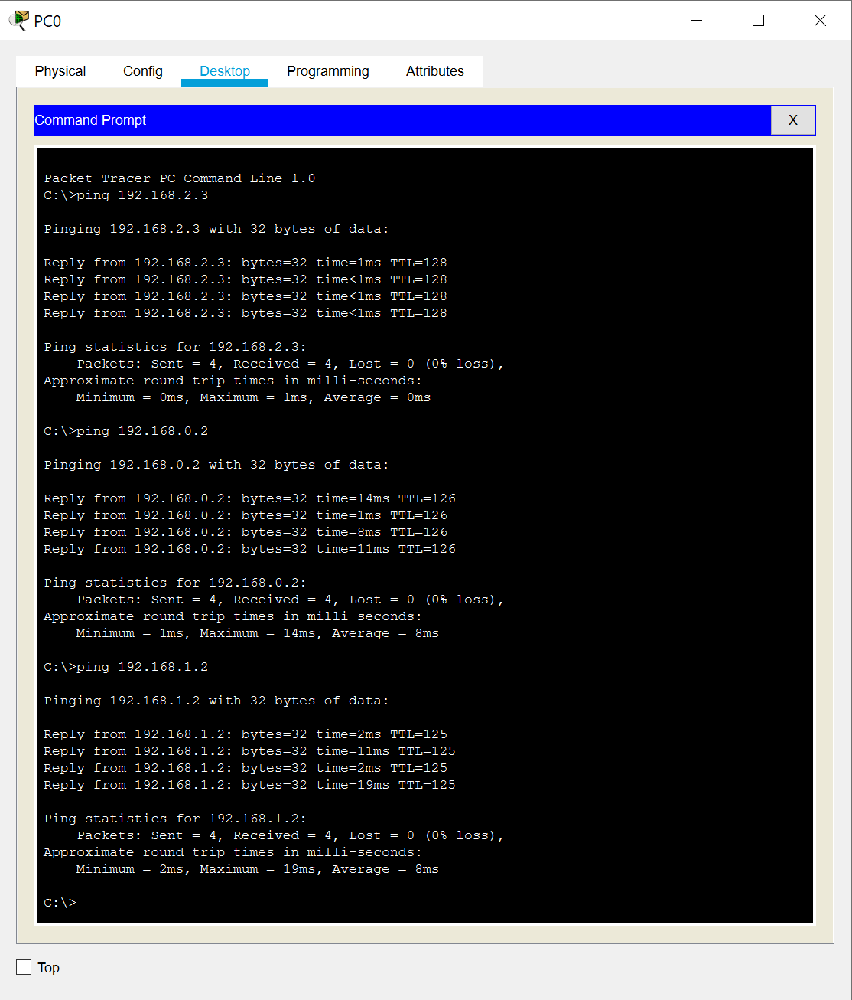 PC0
Physical Config Desktop Programming Attributes
Command Prompt X
Packet Tracer PC Command Line 1.0
C:\>ping 192.168.2.3
Pinging 192.168.2.3 with 32 bytes of data:
Reply from 192.168.2.3: bytes=32 time=1ms TTL=128
Reply from 192.168.2.3: bytes=32 time<1ms TTL=128
Reply from 192.168.2.3: bytes=32 time<1ms TTL=128
Reply from 192.168.2.3: bytes=32 time<1ms TTL=128
Ping statistics for 192.168.2.3:
    Packets: Sent = 4, Received = 4, Lost = 0 (0% loss),
Approximate round trip times in milli-seconds:
    Minimum = 0ms, Maximum = 1ms, Average = 0ms
C:\>ping 192.168.0.2
Pinging 192.168.0.2 with 32 bytes of data:
Reply from 192.168.0.2: bytes=32 time=14ms TTL=126
Reply from 192.168.0.2: bytes=32 time=1ms TTL=126
Reply from 192.168.0.2: bytes=32 time=8ms TTL=126
Reply from 192.168.0.2: bytes=32 time=11ms TTL=126
Ping statistics for 192.168.0.2:
    Packets: Sent = 4, Received = 4, Lost = 0 (0% loss),
Approximate round trip times in milli-seconds:
    Minimum = 1ms, Maximum = 14ms, Average = 8ms
C:\>ping 192.168.1.2
Pinging 192.168.1.2 with 32 bytes of data:
Reply from 192.168.1.2: bytes=32 time=2ms TTL=125
Reply from 192.168.1.2: bytes=32 time=11ms TTL=125
Reply from 192.168.1.2: bytes=32 time=2ms TTL=125
Reply from 192.168.1.2: bytes=32 time=19ms TTL=125
Ping statistics for 192.168.1.2:
    Packets: Sent = 4, Received = 4, Lost = 0 (0% loss),
Approximate round trip times in milli-seconds:
    Minimum = 2ms, Maximum = 19ms, Average = 8ms
C:\>
Top